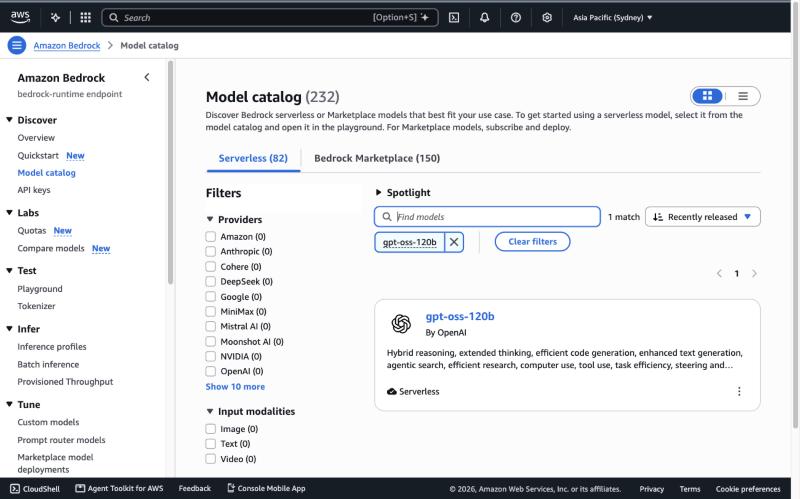 aws
Search
[Option+S]
Asia Pacific (Sydney)
Amazon Bedrock
Model catalog
Amazon Bedrock
bedrock-runtime endpoint
Discover
Overview
Quickstart New
Model catalog
API keys
Labs
Quotas New
Compare models New
Test
Playground
Tokenizer
Infer
Inference profiles
Batch inference
Provisioned Throughput
Tune
Custom models
Prompt router models
Marketplace model
deployments
Model catalog (232)
Discover Bedrock serverless or Marketplace models that best fit your use case. To get started using a serverless model, select it from the
model catalog and open it in the playground. For Marketplace models, subscribe and deploy.
Serverless (82)
Bedrock Marketplace (150)
Filters
Providers
Amazon (0)
Anthropic (0)
Cohere (0)
DeepSeek (0)
Google (0)
MiniMax (0)
Mistral AI (0)
Moonshot AI (0)
NVIDIA (0)
OpenAI (0)
Show 10 more
Input modalities
Image (0)
Text (0)
Video (0)
Spotlight
Find models
1 match
Recently released
gpt-oss-120b
Clear filters
1
gpt-oss-120b
By OpenAI
Hybrid reasoning, extended thinking, efficient code generation, enhanced text generation,
agentic search, efficient research, computer use, tool use, task efficiency, steering and...
Serverless
CloudShell
Agent Toolkit for AWS
Feedback
Console Mobile App
© 2026, Amazon Web Services, Inc. or its affiliates.
Privacy
Terms
Cookie preferences